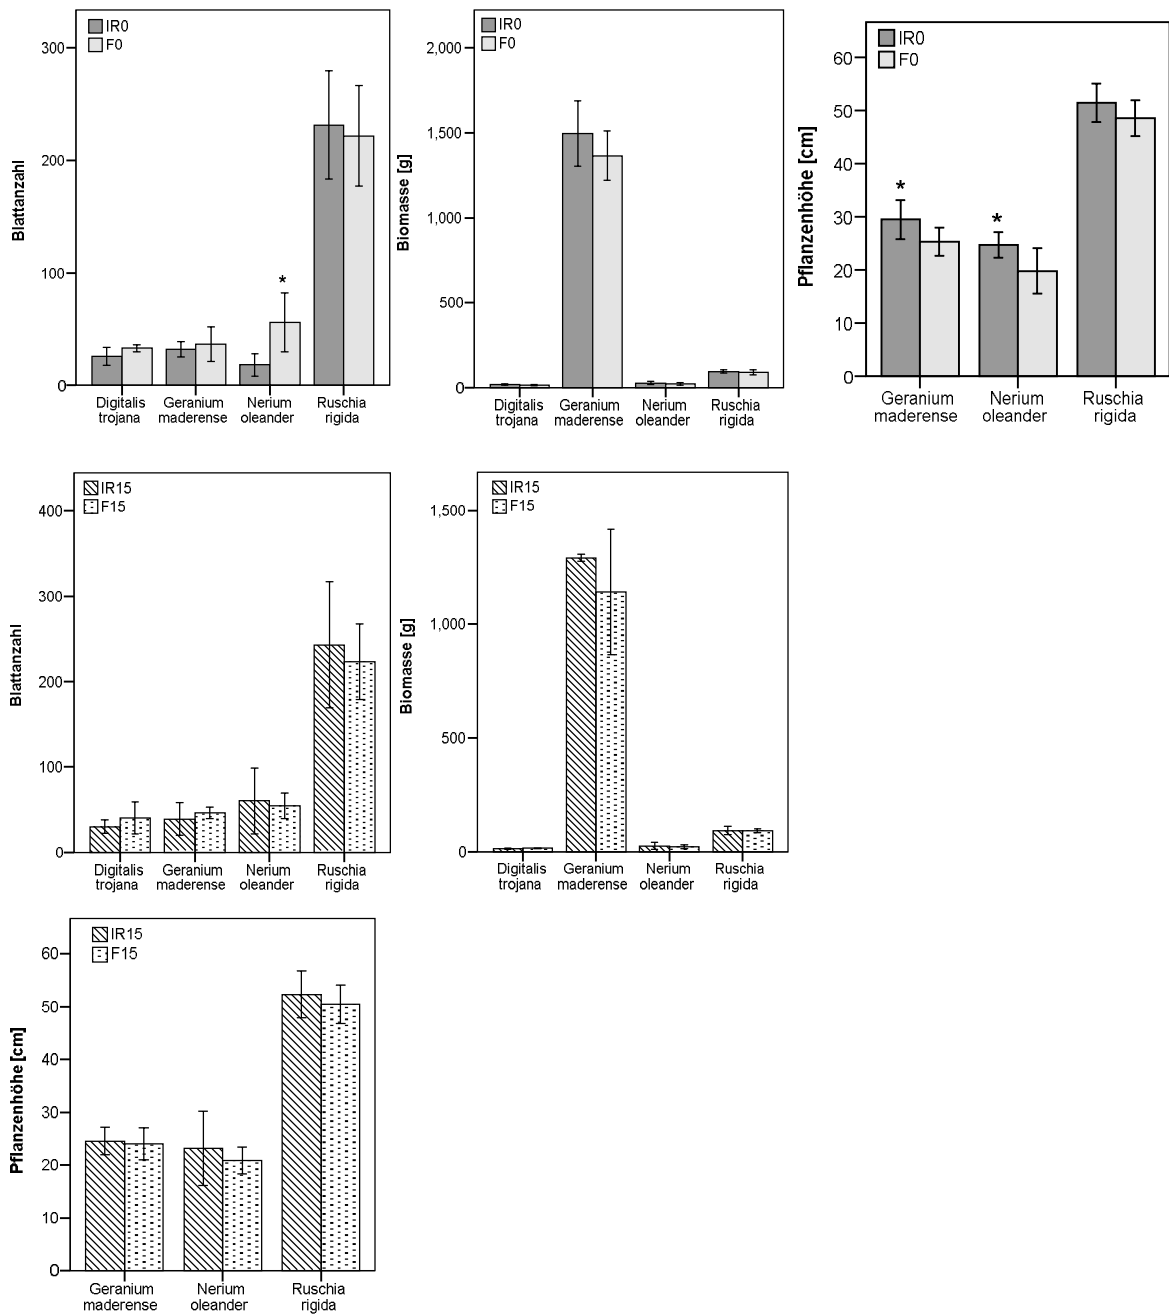 IR0
F0
300
200
100
0
Blattanzahl
*
Digitalis trojana
Geranium maderense
Nerium oleander
Ruschia rigida
IR0
F0
2,000
1,500
1,000
500
0
Biomasse [g]
Digitalis trojana
Geranium maderense
Nerium oleander
Ruschia rigida
IR0
F0
60
50
40
30
20
10
0
Pflanzenhöhe [cm]
*
*
Geranium maderense
Nerium oleander
Ruschia rigida
IR15
F15
400
300
200
100
0
Blattanzahl
Digitalis trojana
Geranium maderense
Nerium oleander
Ruschia rigida
IR15
F15
1,500
1,000
500
0
Biomasse [g]
Digitalis trojana
Geranium maderense
Nerium oleander
Ruschia rigida
IR15
F15
60
50
40
30
20
10
0
Pflanzenhöhe [cm]
Geranium maderense
Nerium oleander
Ruschia rigida